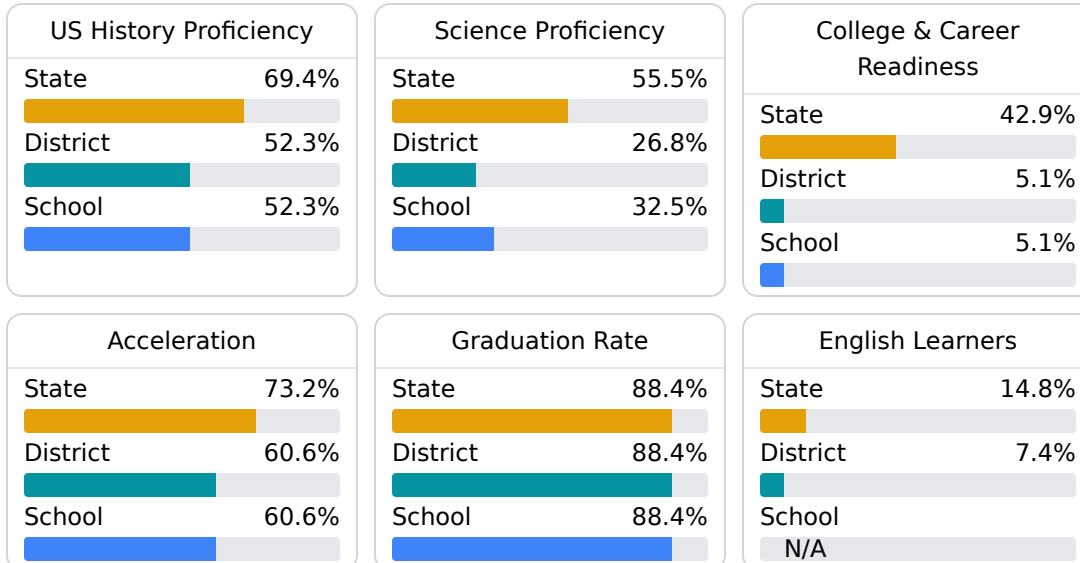 US History Proficiency
State 69.4%
District 52.3%
School 52.3%
Science Proficiency
State 55.5%
District 26.8%
School 32.5%
College & Career
Readiness
State 42.9%
District 5.1%
School 5.1%
Acceleration
State 73.2%
District 60.6%
School 60.6%
Graduation Rate
State 88.4%
District 88.4%
School 88.4%
English Learners
State 14.8%
District 7.4%
School
N/A